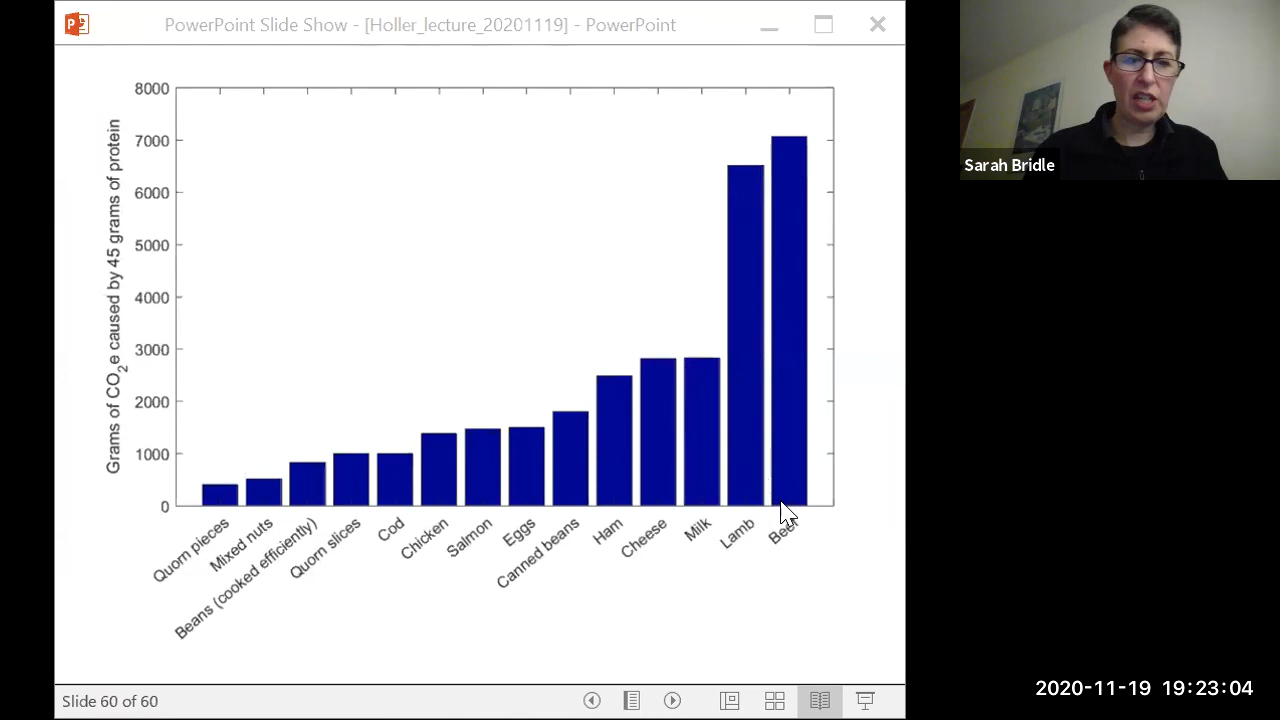 PowerPoint Slide Show - [Holler_lecture_20201119] - PowerPoint
Sarah Bridle
Grams of CO2e caused by 45 grams of protein
8000
7000
6000
5000
4000
3000
2000
1000
0
Quorn pieces
Mixed nuts
Beans (cooked efficiently)
Quorn slices
Cod
Chicken
Salmon
Eggs
Canned beans
Ham
Cheese
Milk
Lamb
Beef
Slide 60 of 60
2020-11-19 19:23:04